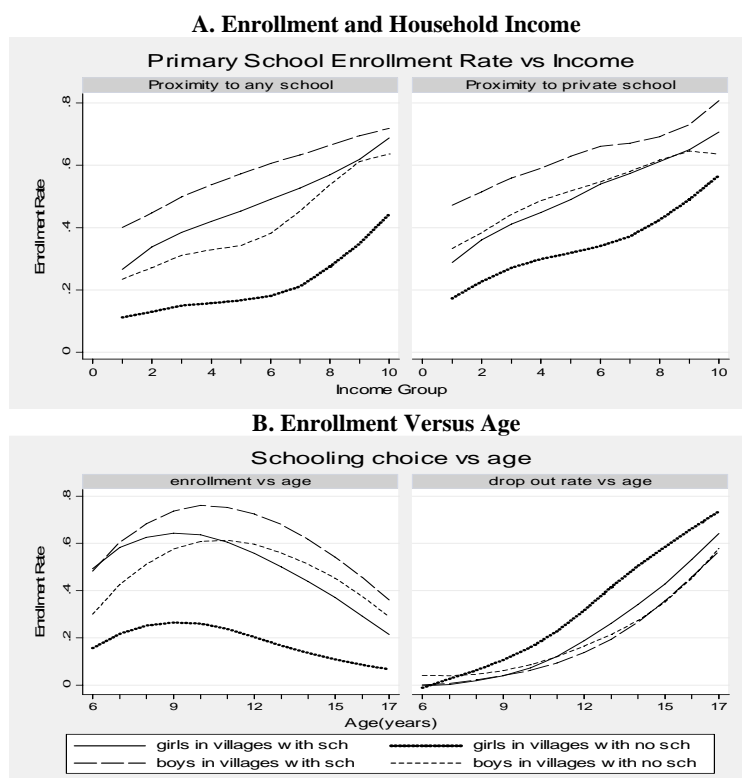 A. Enrollment and Household Income
Primary School Enrollment Rate vs Income
Proximity to any school
Proximity to private school
Enrollment Rate
0 .2 .4 .6 .8
0 2 4 6 8 10
0 2 4 6 8 10
Income Group
B. Enrollment Versus Age
Schooling choice vs age
enrollment vs age
drop out rate vs age
Enrollment Rate
0 .2 .4 .6 .8
6 9 12 15 17
6 9 12 15 17
Age(years)
girls in villages with sch
girls in villages with no sch
boys in villages with sch
boys in villages with no sch